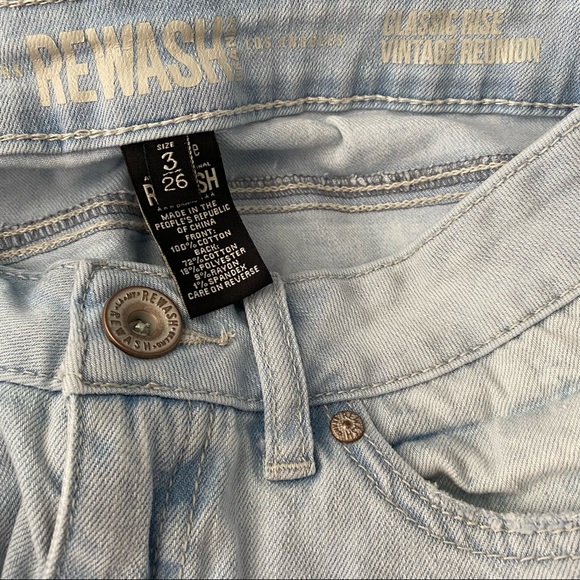 REWASH
LOS ANGELES
CLASSIC RISE
VINTAGE REUNION
SIZE
3
26
MADE IN THE
PEOPLE'S REPUBLIC
OF CHINA
FRONT:
100%COTTON
BACK:
72%COTTON
18%POLYESTER
9%RAYON
1%SPANDEX
CARE ON REVERSE
REWASH
REWASH